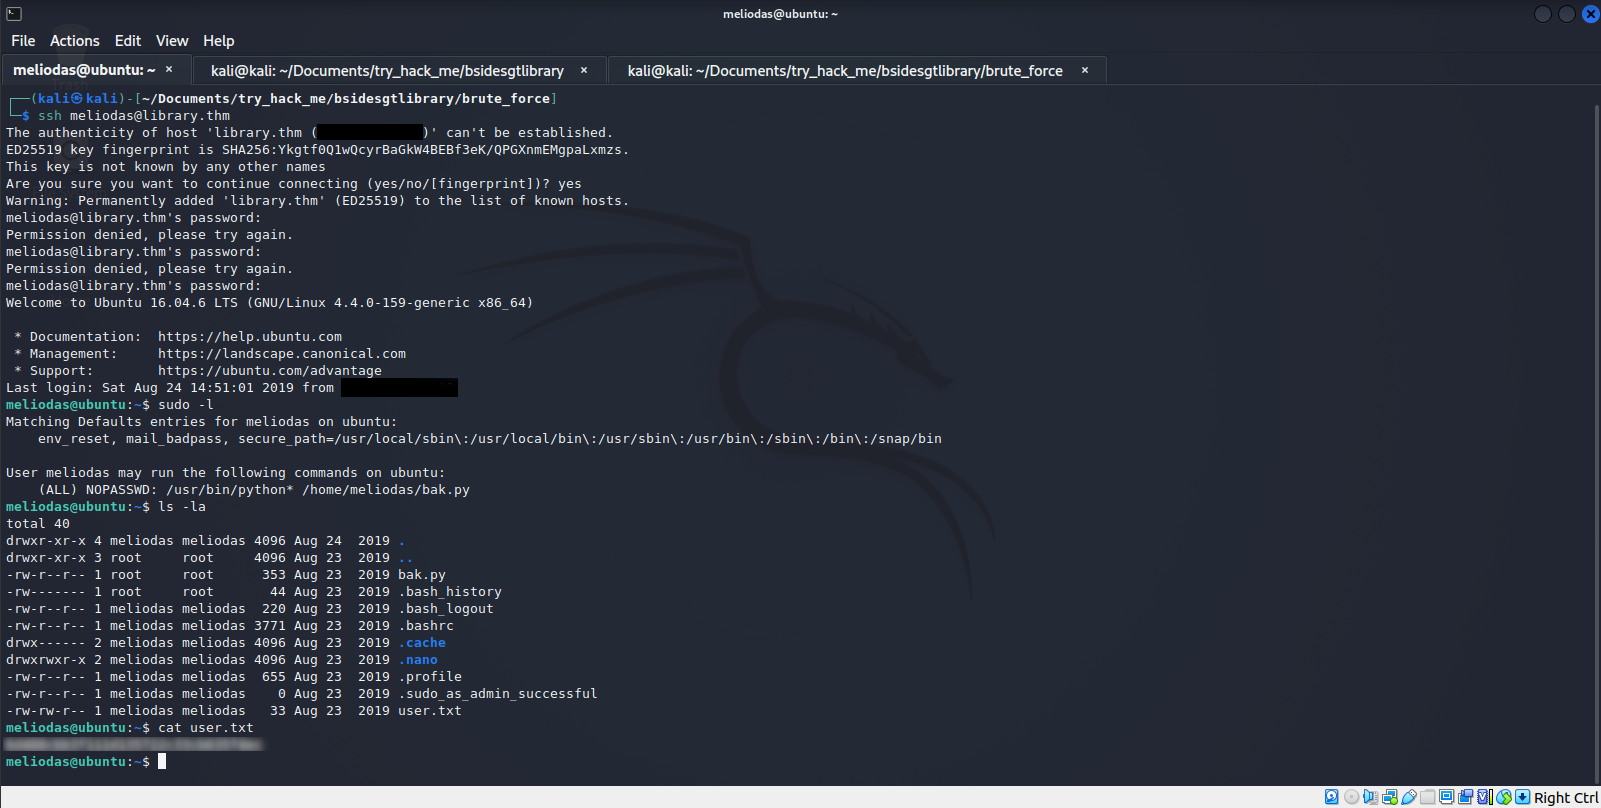 meliodas@ubuntu: ~
File Actions Edit View Help
meliodas@ubuntu: ~ × kali@kali: ~/Documents/try_hack_me/bsidesgtlibrary × kali@kali: ~/Documents/try_hack_me/bsidesgtlibrary/brute_force ×
┌──(kali㉿kali)-[~/Documents/try_hack_me/bsidesgtlibrary/brute_force]
└─$ ssh meliodas@library.thm
The authenticity of host 'library.thm ( )' can't be established.
ED25519 key fingerprint is SHA256:Ykgtf0Q1wQcyrBaGkW4BEBf3eK/QPGXnmEMgpaLxmzs.
This key is not known by any other names
Are you sure you want to continue connecting (yes/no/[fingerprint])? yes
Warning: Permanently added 'library.thm' (ED25519) to the list of known hosts.
meliodas@library.thm's password:
Permission denied, please try again.
meliodas@library.thm's password:
Permission denied, please try again.
meliodas@library.thm's password:
Welcome to Ubuntu 16.04.6 LTS (GNU/Linux 4.4.0-159-generic x86_64)
* Documentation: https://help.ubuntu.com
* Management: https://landscape.canonical.com
* Support: https://ubuntu.com/advantage
Last login: Sat Aug 24 14:51:01 2019 from
meliodas@ubuntu:~$ sudo -l
Matching Defaults entries for meliodas on ubuntu:
env_reset, mail_badpass, secure_path=/usr/local/sbin\:/usr/local/bin\:/usr/sbin\:/usr/bin\:/sbin\:/bin\:/snap/bin
User meliodas may run the following commands on ubuntu:
(ALL) NOPASSWD: /usr/bin/python* /home/meliodas/bak.py
meliodas@ubuntu:~$ ls -la
total 40
drwxr-xr-x 4 meliodas meliodas 4096 Aug 24 2019 .
drwxr-xr-x 3 root root 4096 Aug 23 2019 ..
-rw-r--r-- 1 root root 353 Aug 23 2019 bak.py
-rw------- 1 root root 44 Aug 23 2019 .bash_history
-rw-r--r-- 1 meliodas meliodas 220 Aug 23 2019 .bash_logout
-rw-r--r-- 1 meliodas meliodas 3771 Aug 23 2019 .bashrc
drwx------ 2 meliodas meliodas 4096 Aug 23 2019 .cache
drwxrwxr-x 2 meliodas meliodas 4096 Aug 23 2019 .nano
-rw-r--r-- 1 meliodas meliodas 655 Aug 23 2019 .profile
-rw-r--r-- 1 meliodas meliodas 0 Aug 23 2019 .sudo_as_admin_successful
-rw-rw-r-- 1 meliodas meliodas 33 Aug 23 2019 user.txt
meliodas@ubuntu:~$ cat user.txt
meliodas@ubuntu:~$
Right Ctrl